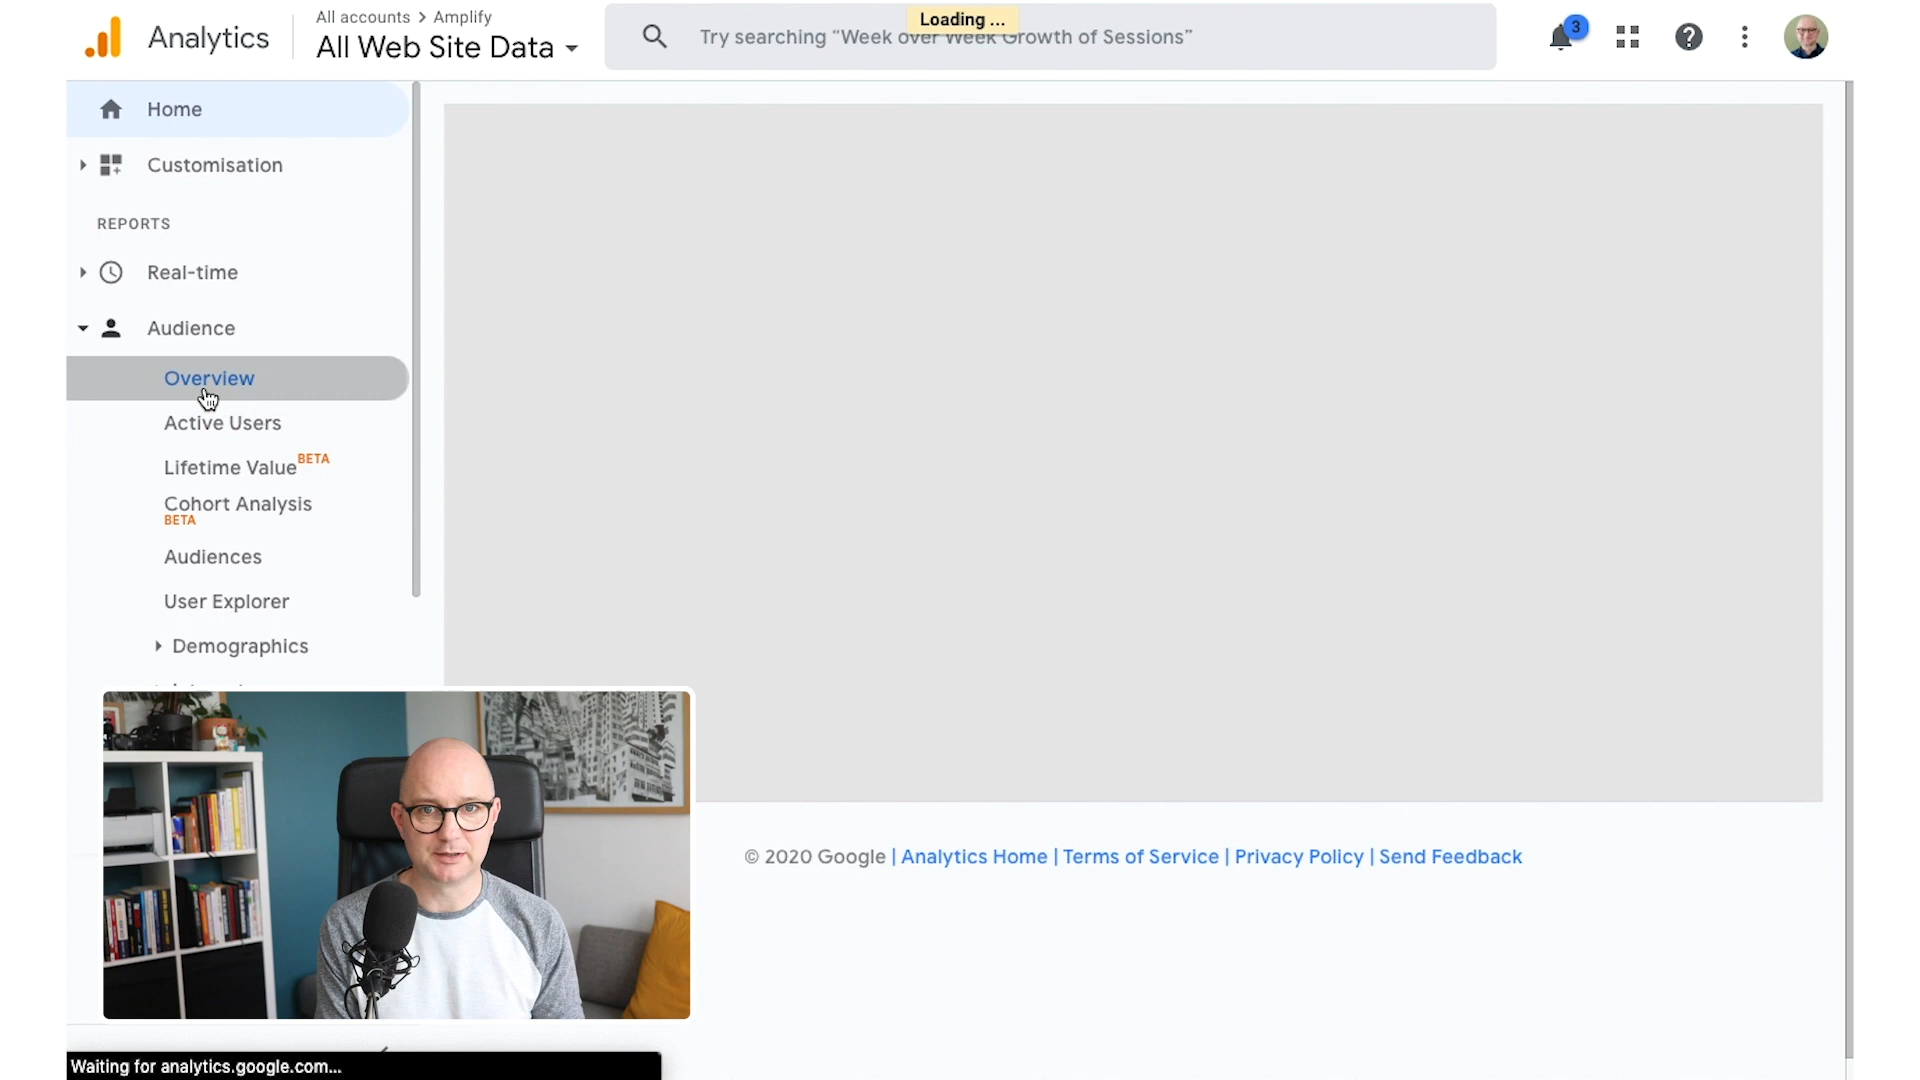 Analytics
All accounts > Amplify
All Web Site Data
Loading ...
Try searching “Week over Week Growth of Sessions”
3
Home
Customisation
REPORTS
Real-time
Audience
Overview
Active Users
Lifetime Value BETA
Cohort Analysis
BETA
Audiences
User Explorer
Demographics
© 2020 Google | Analytics Home | Terms of Service | Privacy Policy | Send Feedback
Waiting for analytics.google.com...